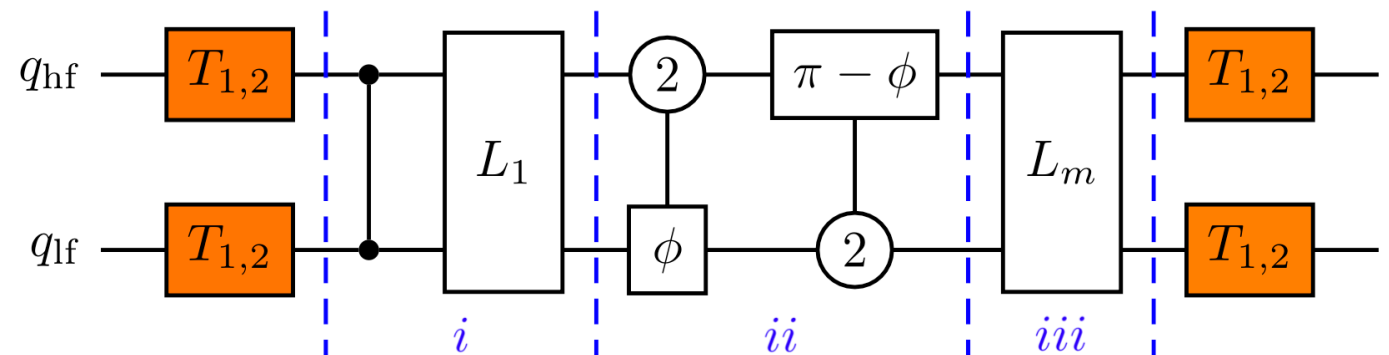 q_hf T_{1,2} 2 π − ϕ T_{1,2}
L_1 L_m
q_lf T_{1,2} ϕ 2 T_{1,2}
i ii iii